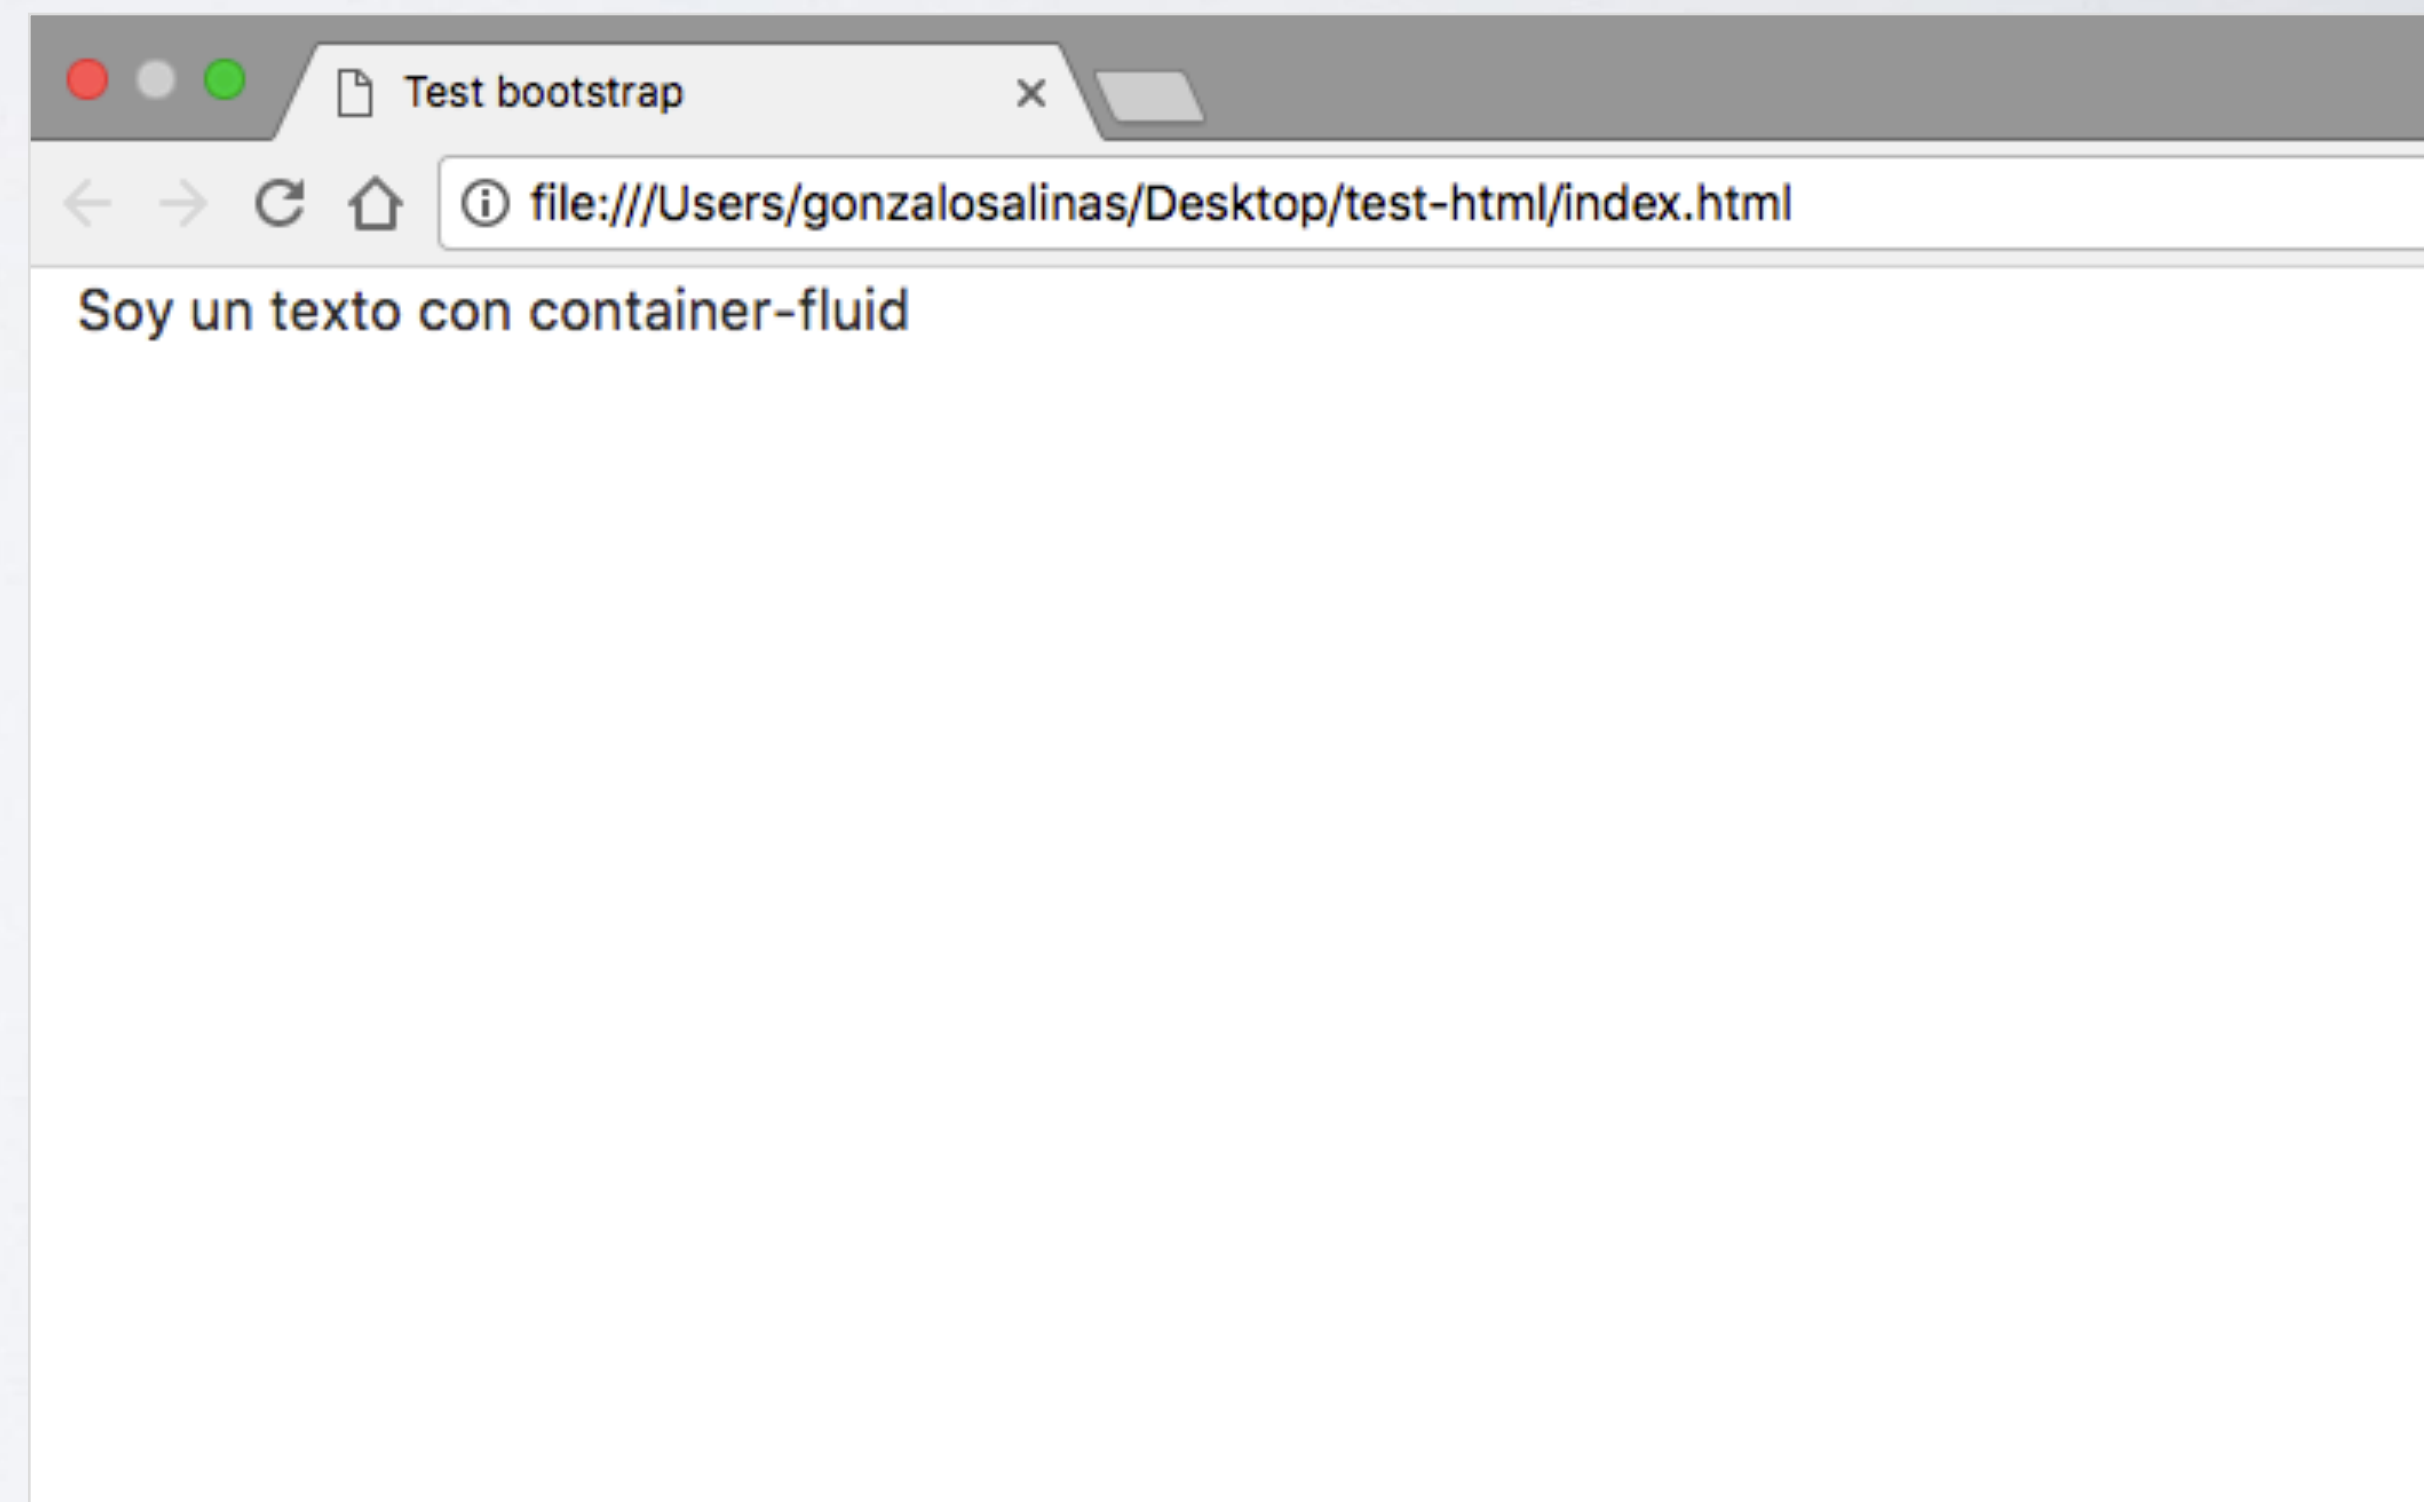 Test bootstrap
file:///Users/gonzalosalinas/Desktop/test-html/index.html
Soy un texto con container-fluid